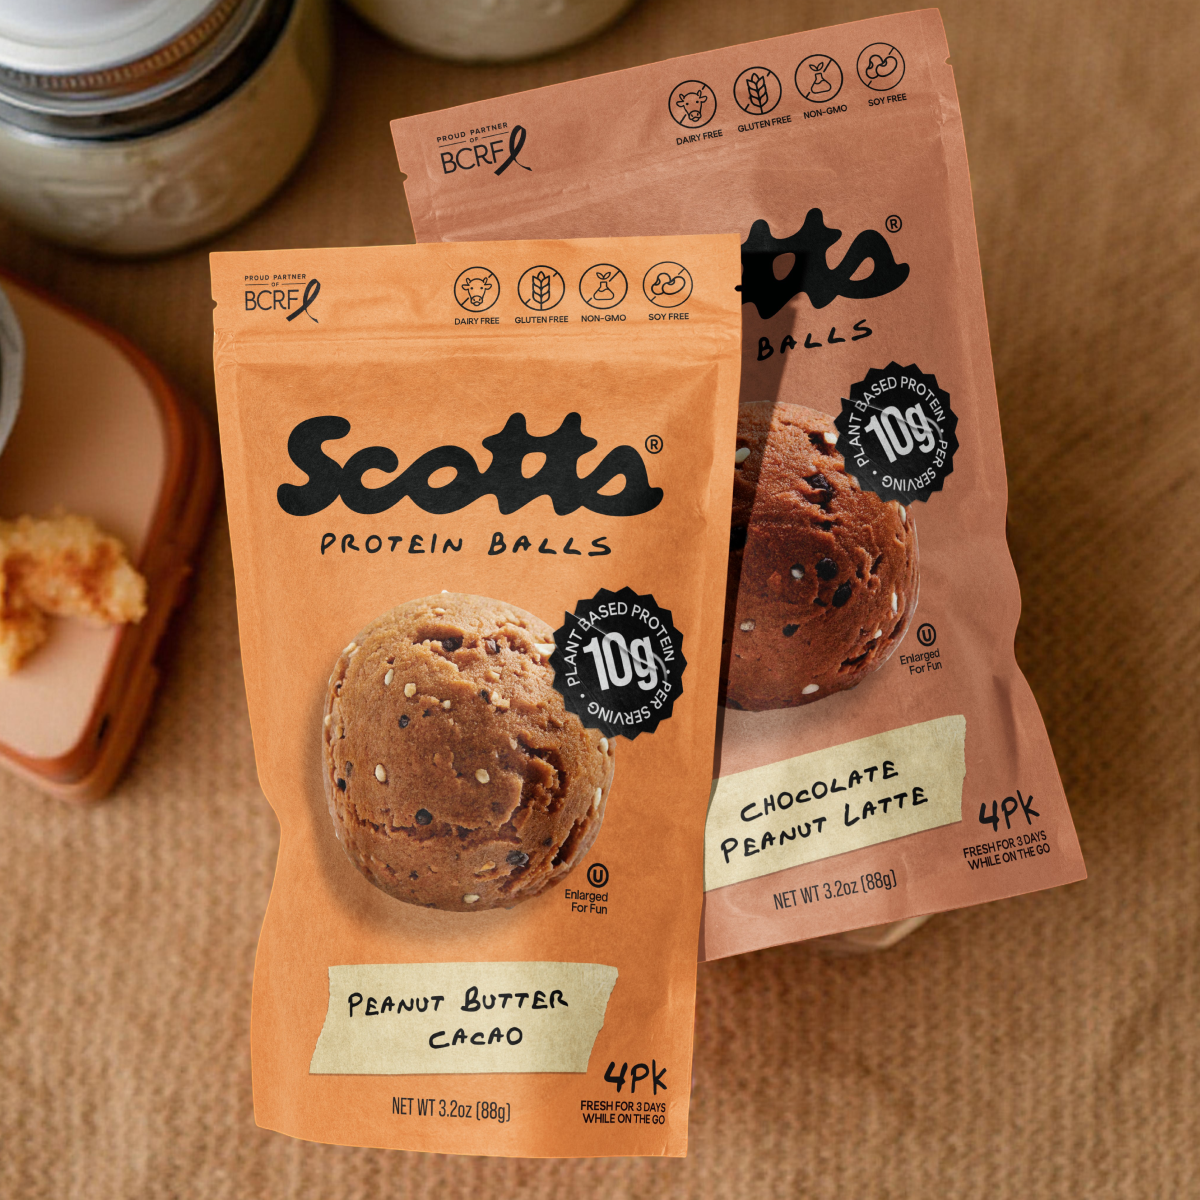 PROUD PARTNER
OF
BCRF
DAIRY FREE
GLUTEN FREE
NON-GMO
SOY FREE
Scotts®
PROTEIN BALLS
PLANT BASED PROTEIN
10g
PER SERVING
U
Enlarged
For Fun
PEANUT BUTTER
CACAO
4PK
FRESH FOR 3 DAYS
WHILE ON THE GO
NET WT 3.2oz (88g)
PROUD PARTNER
OF
BCRF
DAIRY FREE
GLUTEN FREE
NON-GMO
SOY FREE
otts®
BALLS
PLANT BASED PROTEIN
10g
PER SERVING
U
Enlarged
For Fun
CHOCOLATE
PEANUT LATTE
4PK
FRESH FOR 3 DAYS
WHILE ON THE GO
NET WT 3.2oz (88g)